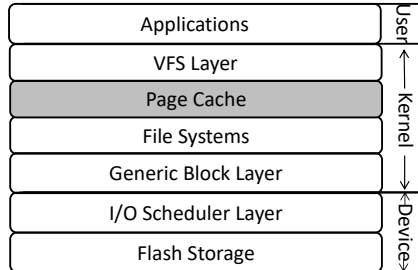 Applications
VFS Layer
Page Cache
File Systems
Generic Block Layer
I/O Scheduler Layer
Flash Storage
User
Kernel
Device